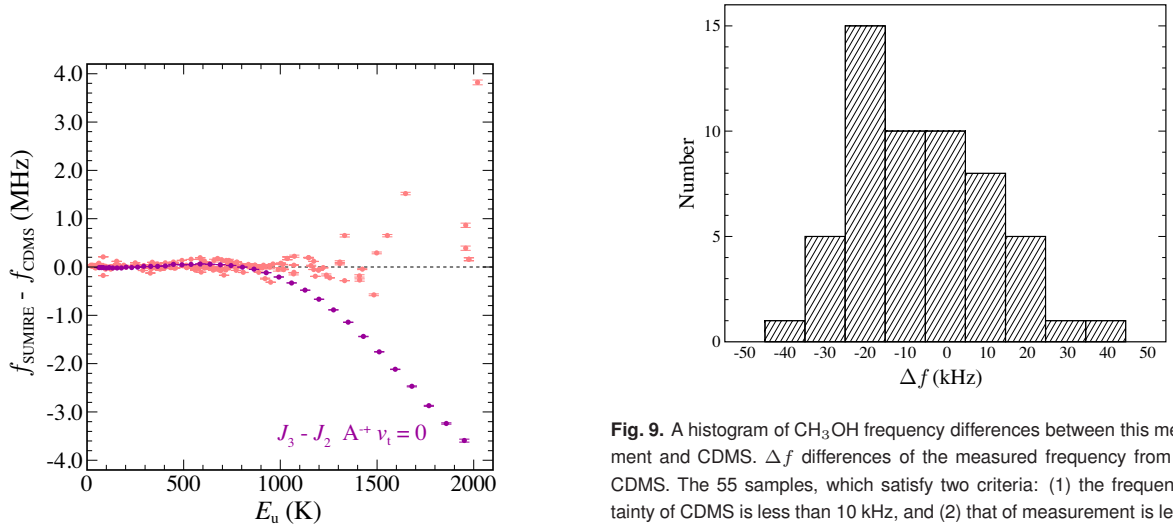 4.0
3.0
2.0
1.0
0.0
-1.0
-2.0
-3.0
-4.0
f_SUMIRE - f_CDMS (MHz)
J₃ - J₂ A⁻⁺ vₜ = 0
0 500 1000 1500 2000
Eᵤ (K)
15
10
5
0
Number
-50 -40 -30 -20 -10 0 10 20 30 40 50
Δf (kHz)
Fig. 9. A histogram of CH₃OH frequency differences between this me
ment and CDMS. Δf differences of the measured frequency from
CDMS. The 55 samples, which satisfy two criteria: (1) the frequen
tainty of CDMS is less than 10 kHz, and (2) that of measurement is le